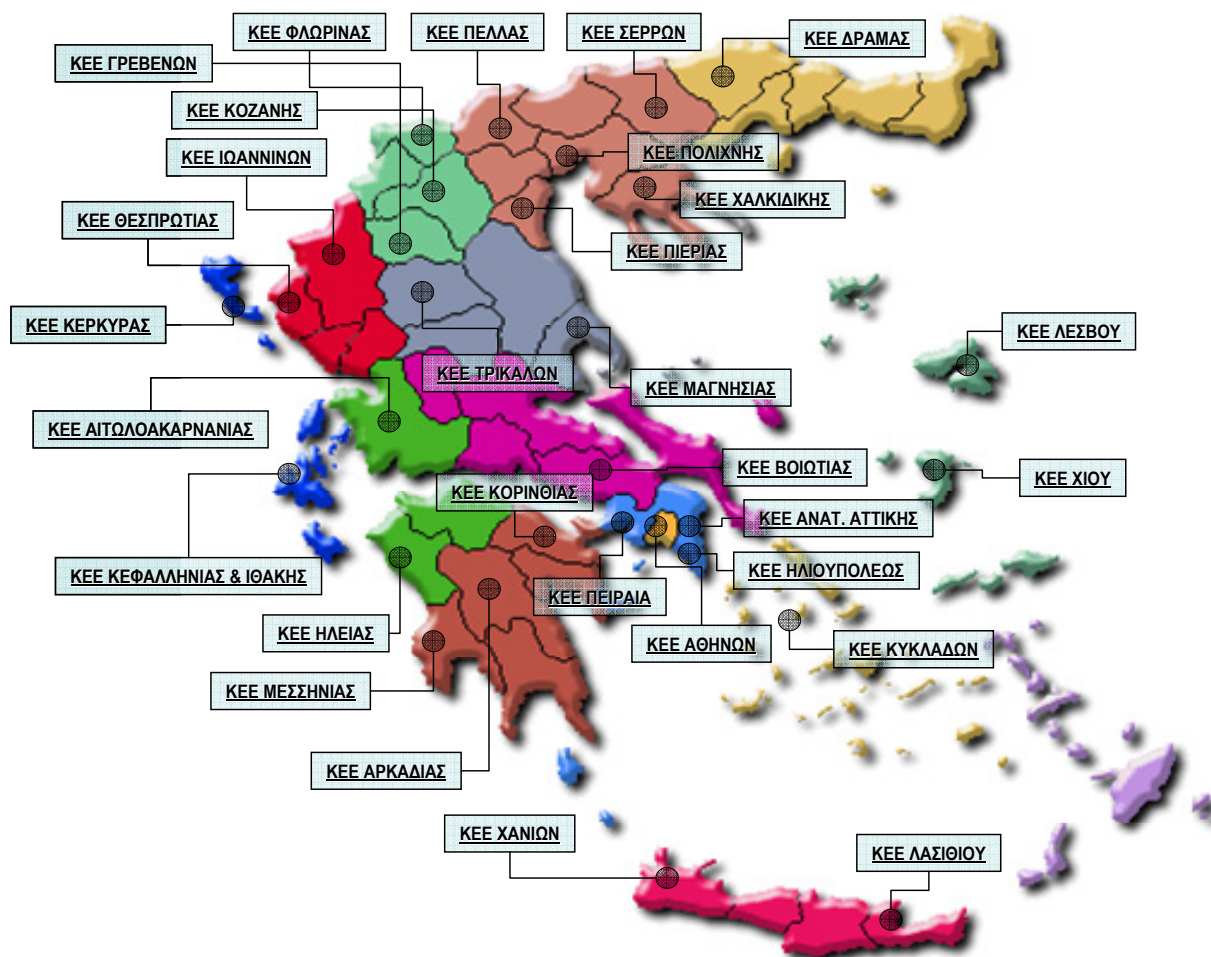 ΚΕΕ ΦΛΩΡΙΝΑΣ
ΚΕΕ ΠΕΛΛΑΣ
ΚΕΕ ΣΕΡΡΩΝ
ΚΕΕ ΔΡΑΜΑΣ
ΚΕΕ ΓΡΕΒΕΝΩΝ
ΚΕΕ ΚΟΖΑΝΗΣ
ΚΕΕ ΙΩΑΝΝΙΝΩΝ
ΚΕΕ ΠΟΛΙΧΝΗΣ
ΚΕΕ ΧΑΛΚΙΔΙΚΗΣ
ΚΕΕ ΘΕΣΠΡΩΤΙΑΣ
ΚΕΕ ΠΙΕΡΙΑΣ
ΚΕΕ ΚΕΡΚΥΡΑΣ
ΚΕΕ ΛΕΣΒΟΥ
ΚΕΕ ΤΡΙΚΑΛΩΝ
ΚΕΕ ΜΑΓΝΗΣΙΑΣ
ΚΕΕ ΑΙΤΩΛΟΑΚΑΡΝΑΝΙΑΣ
ΚΕΕ ΒΟΙΩΤΙΑΣ
ΚΕΕ ΧΙΟΥ
ΚΕΕ ΚΟΡΙΝΘΙΑΣ
ΚΕΕ ΑΝΑΤ. ΑΤΤΙΚΗΣ
ΚΕΕ ΚΕΦΑΛΛΗΝΙΑΣ & ΙΘΑΚΗΣ
ΚΕΕ ΗΛΙΟΥΠΟΛΕΩΣ
ΚΕΕ ΠΕΙΡΑΙΑ
ΚΕΕ ΗΛΕΙΑΣ
ΚΕΕ ΑΘΗΝΩΝ
ΚΕΕ ΚΥΚΛΑΔΩΝ
ΚΕΕ ΜΕΣΣΗΝΙΑΣ
ΚΕΕ ΑΡΚΑΔΙΑΣ
ΚΕΕ ΧΑΝΙΩΝ
ΚΕΕ ΛΑΣΙΘΙΟΥ